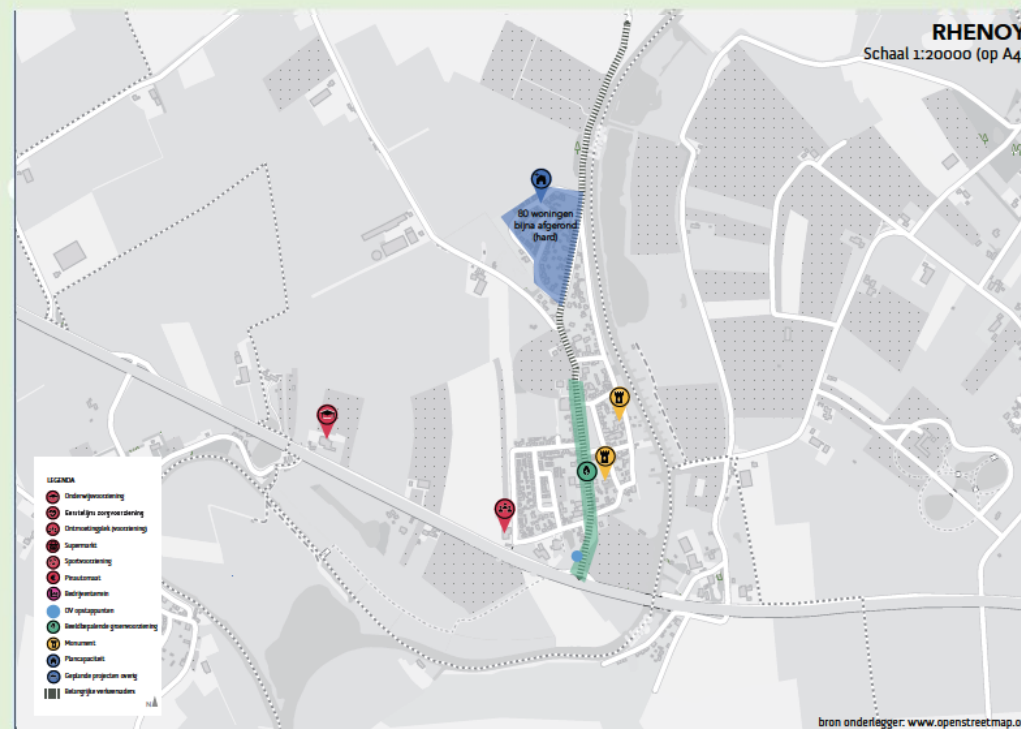 RHENOY
Schaal 1:20000 (op A4
80 woningen
bijna afgerond
(hard)
LEGENDA
Onderwijsvoorziening
Eerstelijns zorgvoorziening
Ontmoetingsplek (voorziening)
Supermarkt
Sportvoorziening
Pinautomaat
Bedrijventerrein
OV opstappunten
Beeldbepalende groenvoorziening
Monument
Plancapaciteit
Geplande projecten overig
Belangrijke verkeersaders
N
bron onderlegger: www.openstreetmap.o